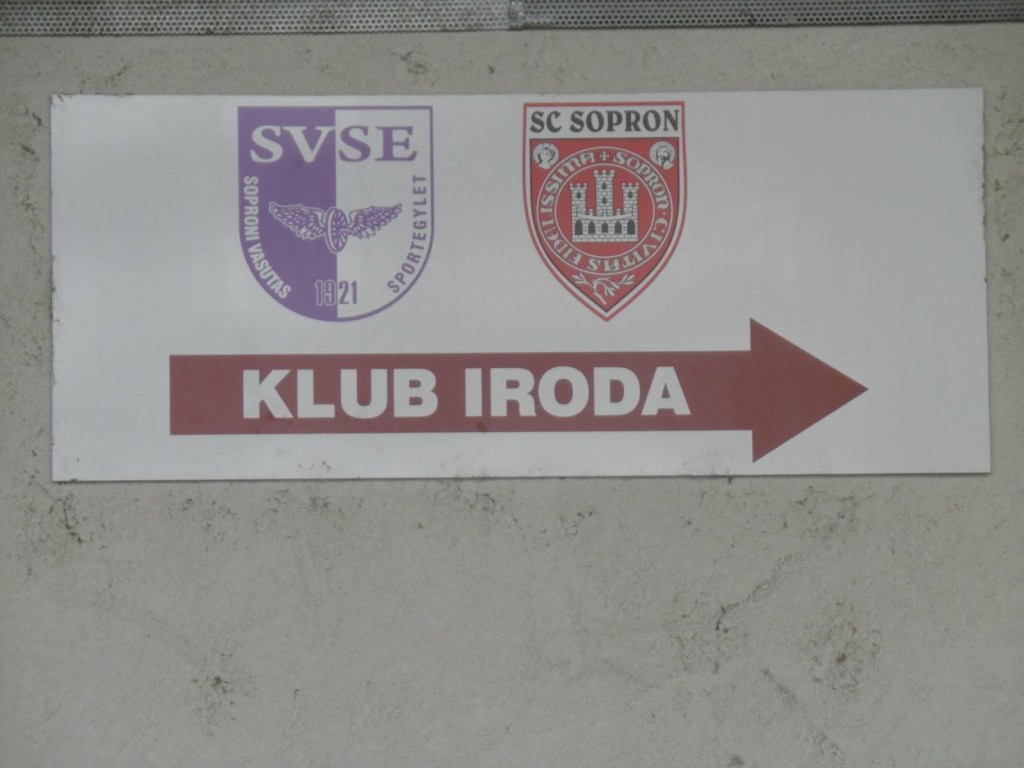 SVSE
SOPRONI VASUTAS
SPORTEGYLET
1921
SC SOPRON
CIVITAS FIDELISSIMA + SOPRON
KLUB IRODA